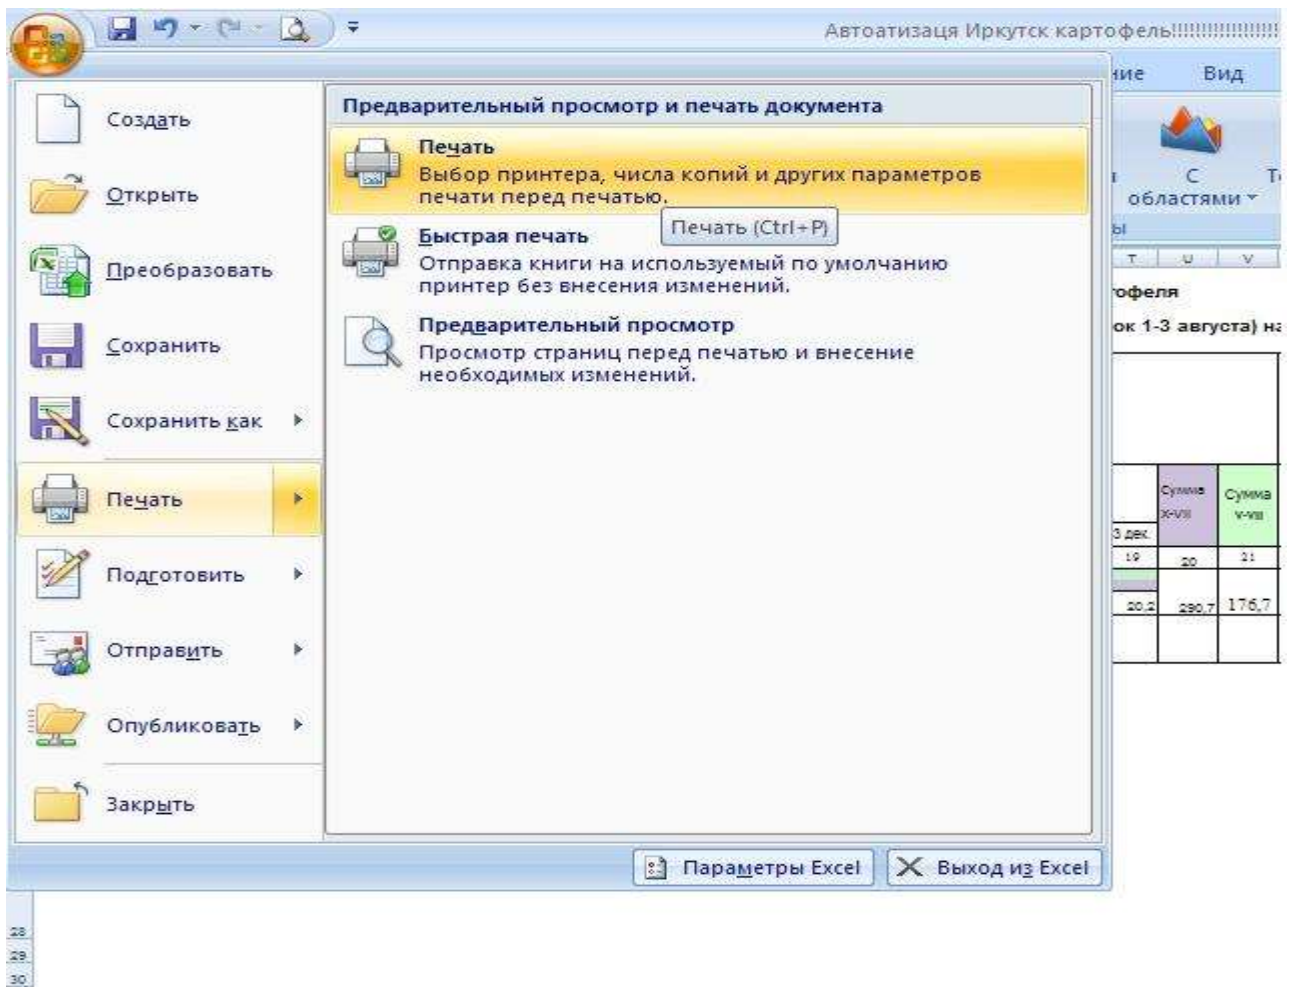 Автоатизаця Иркутск картофель!!!!!!!!!!!!!!!!!!!
ние Вид
Создать
Открыть
Преобразовать
Сохранить
Сохранить как
Печать
Подготовить
Отправить
Опубликовать
Закрыть
Предварительный просмотр и печать документа
Печать
Выбор принтера, числа копий и других параметров
печати перед печатью.
Печать (Ctrl+P)
Быстрая печать
Отправка книги на используемый по умолчанию
принтер без внесения изменений.
Предварительный просмотр
Просмотр страниц перед печатью и внесение
необходимых изменений.
С
областями
ы
T U V
офеля
ок 1-3 августа) на
Сумма Сумма
X-VII V-VII
3 дек.
19 20 21
20,2 290,7 176,7
Параметры Excel Выход из Excel
28
29
30